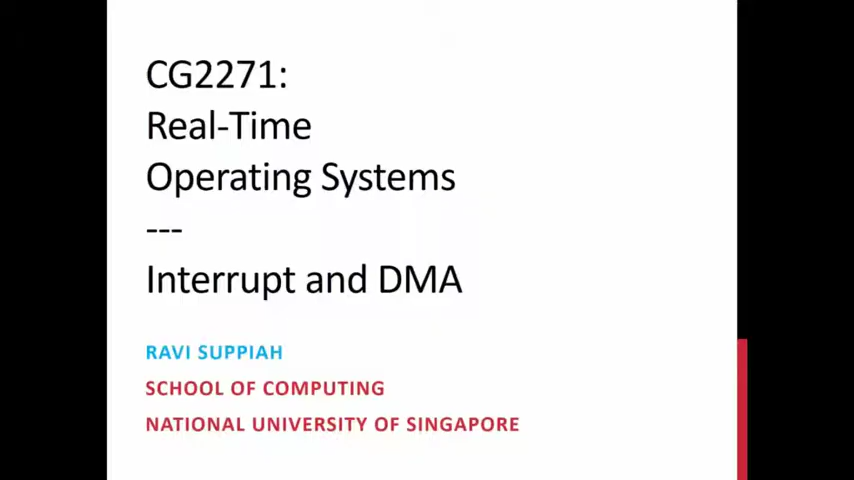 CG2271:
Real-Time
Operating Systems
---
Interrupt and DMA
RAVI SUPPIAH
SCHOOL OF COMPUTING
NATIONAL UNIVERSITY OF SINGAPORE